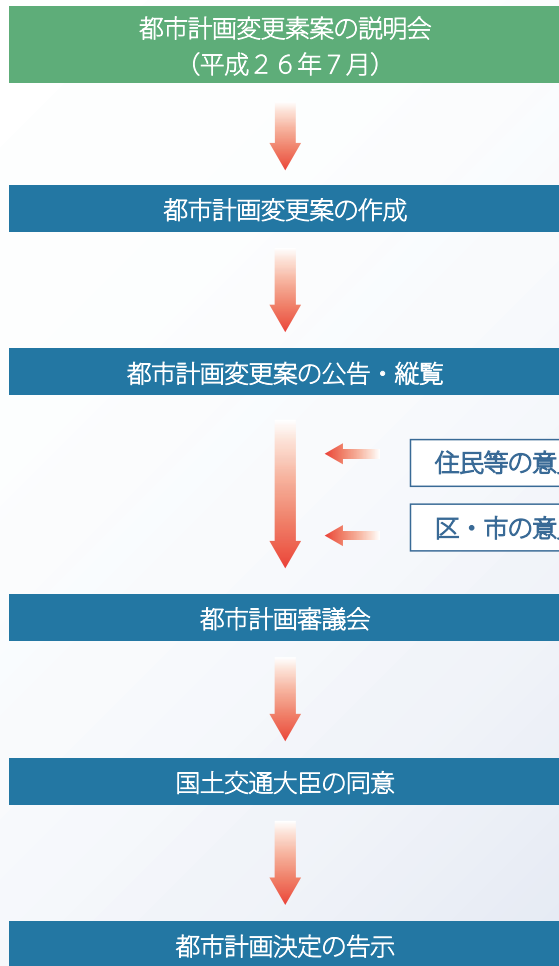 都市計画変更素案の説明会
（平成２６年７月）
都市計画変更案の作成
都市計画変更案の公告・縦覧
住民等の意
区・市の意
都市計画審議会
国土交通大臣の同意
都市計画決定の告示